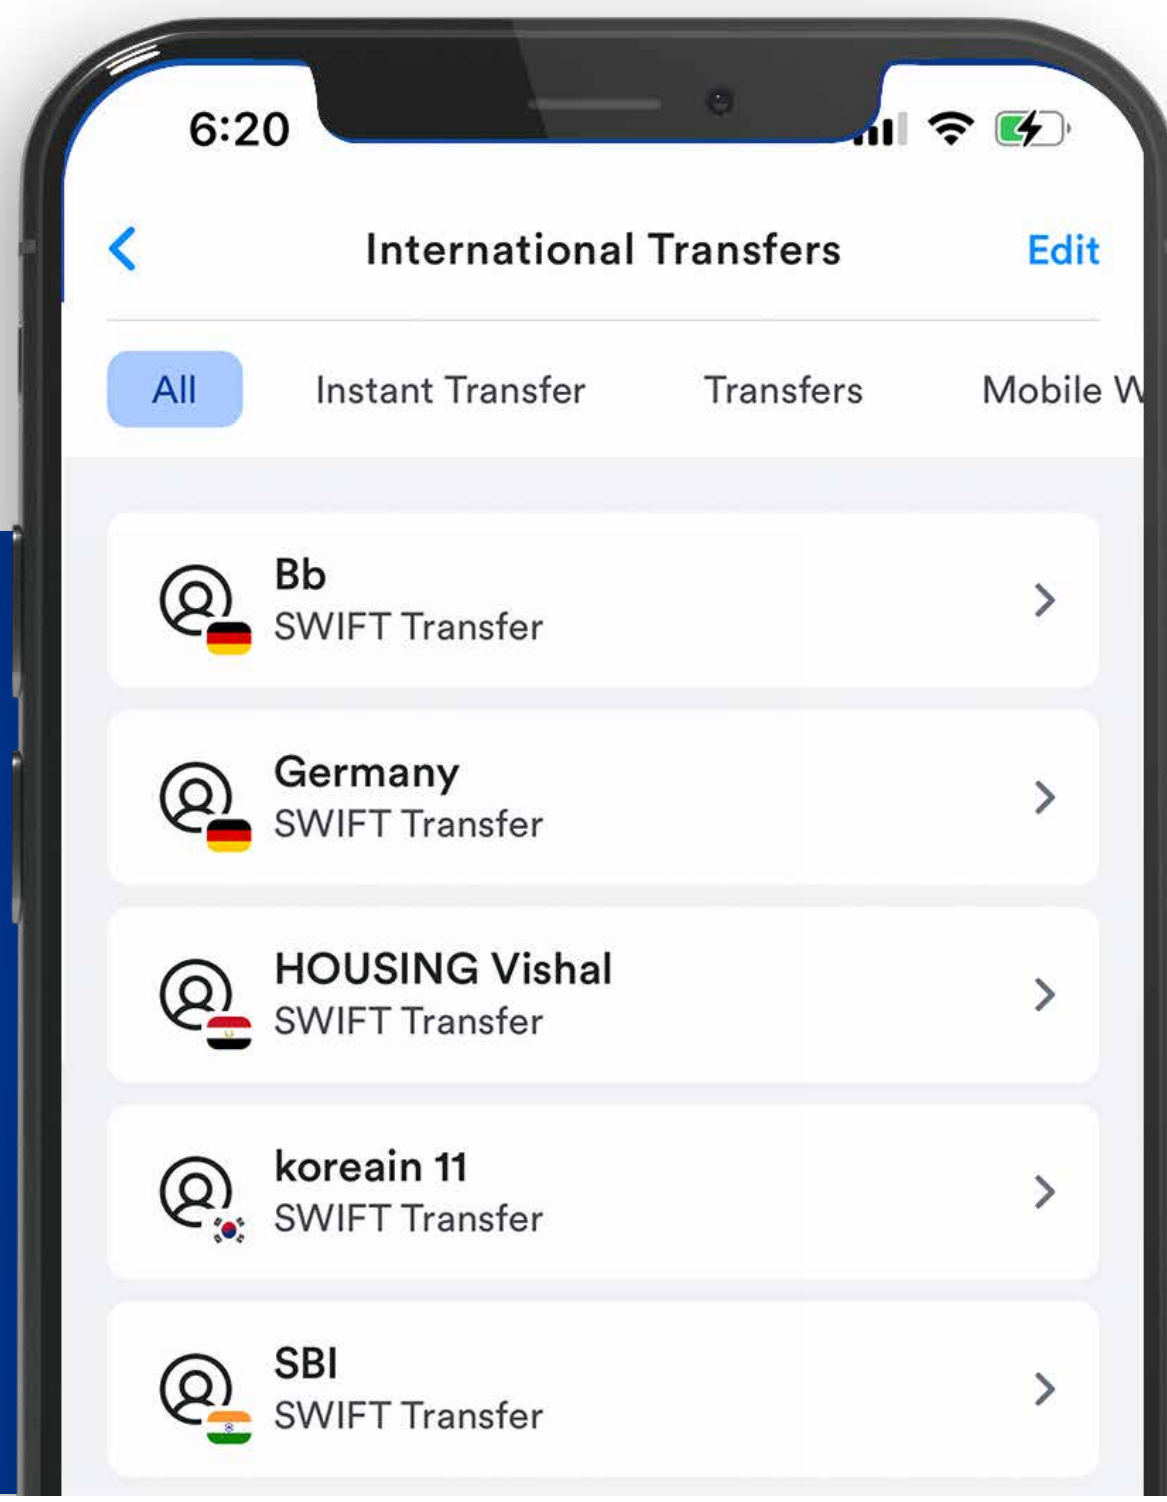 6:20
International Transfers
Edit
All
Instant Transfer
Transfers
Mobile W
Bb
SWIFT Transfer
Germany
SWIFT Transfer
HOUSING Vishal
SWIFT Transfer
koreain 11
SWIFT Transfer
SBI
SWIFT Transfer